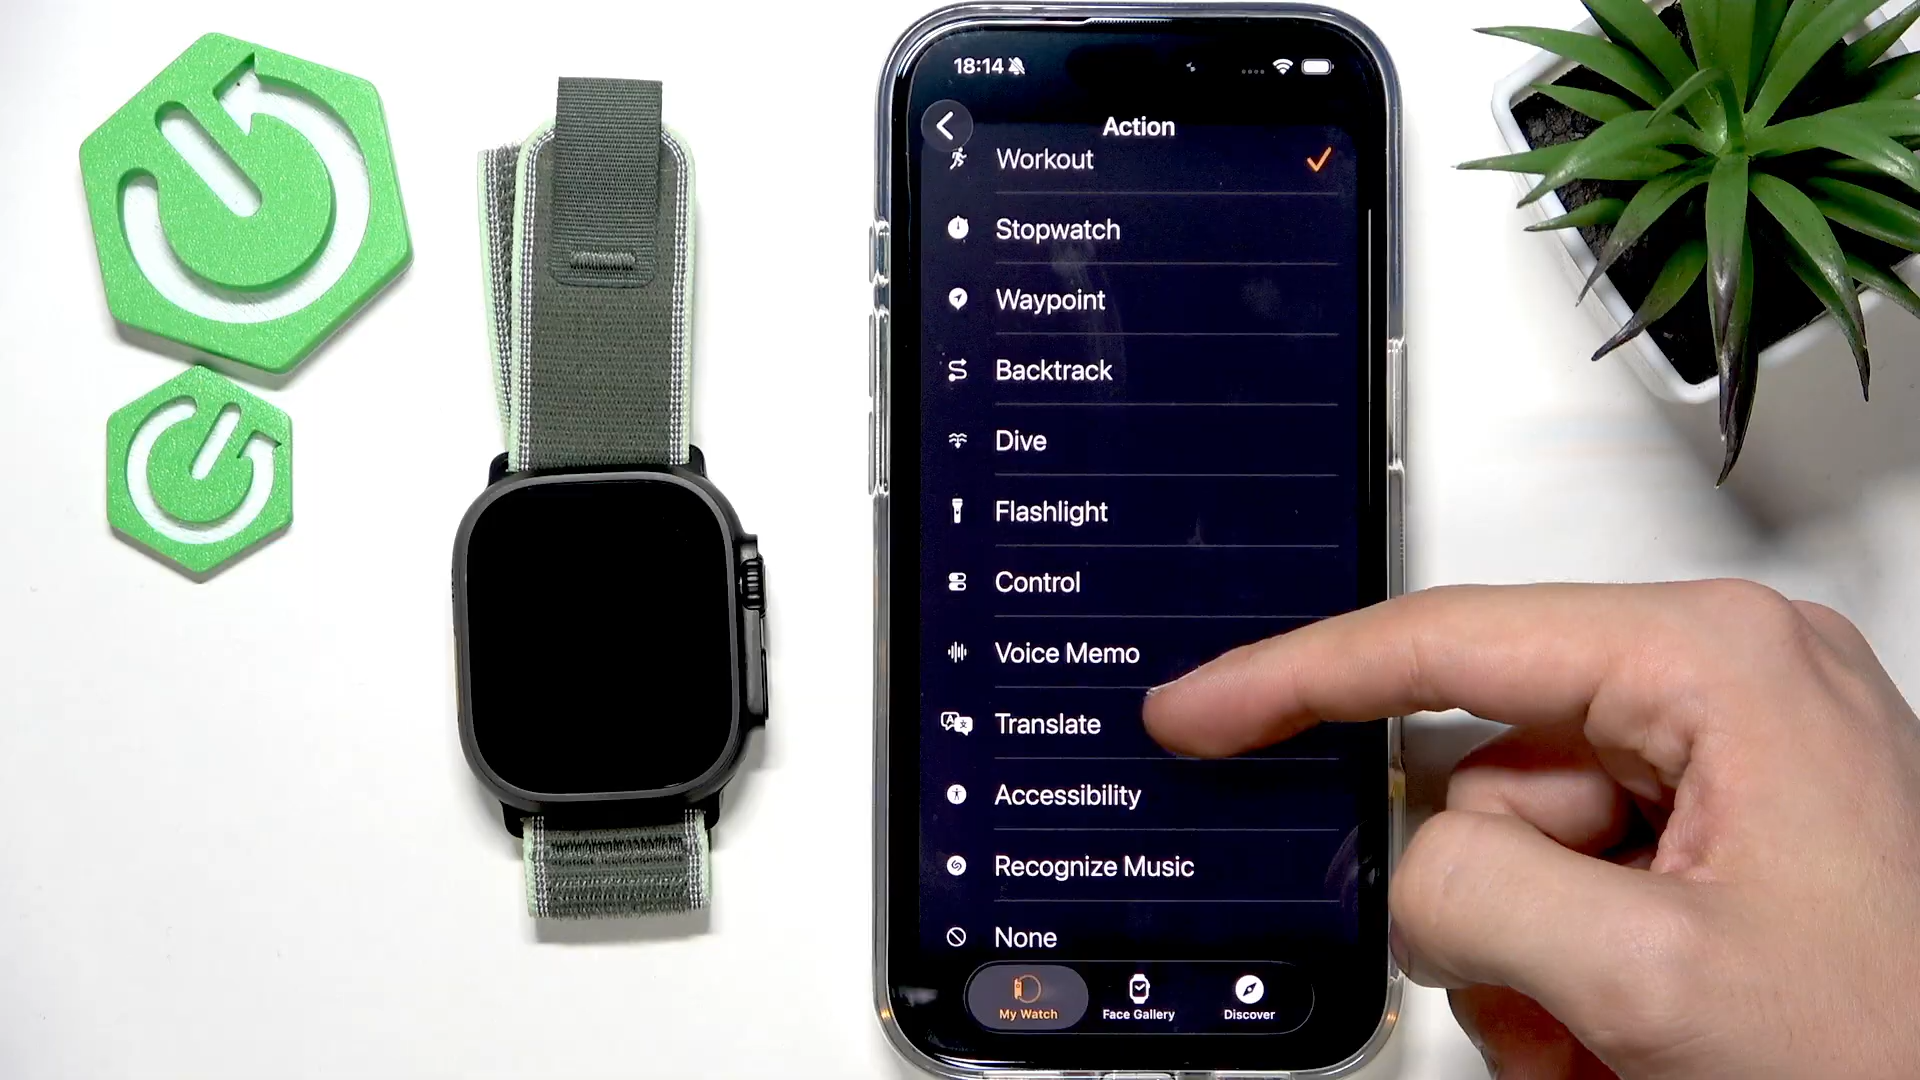 18:14
Action
Workout
Stopwatch
Waypoint
Backtrack
Dive
Flashlight
Control
Voice Memo
Translate
Accessibility
Recognize Music
None
My Watch
Face Gallery
Discover